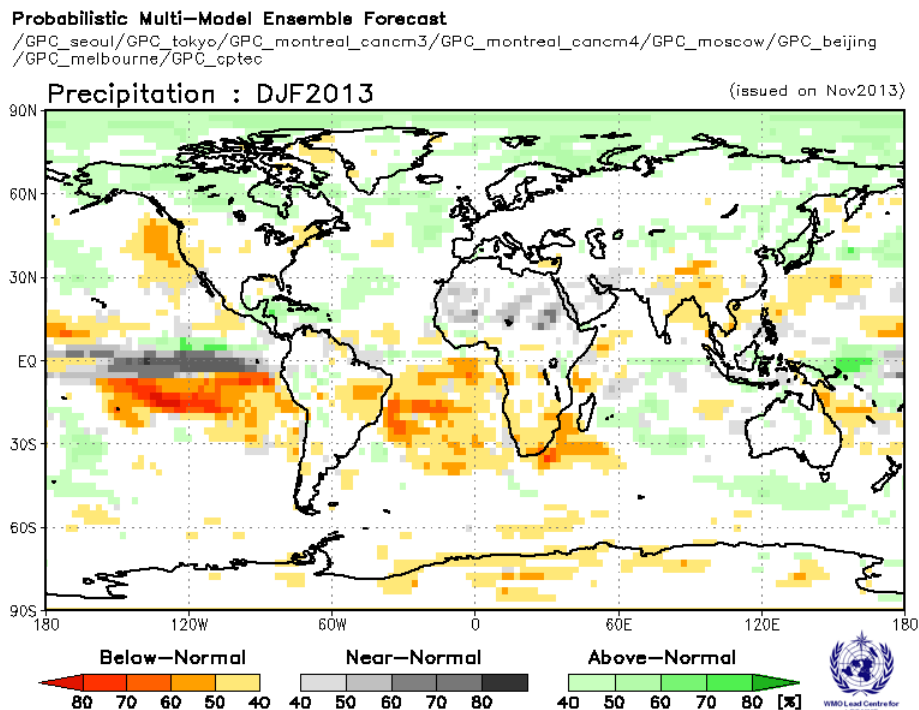 Probabilistic Multi-Model Ensemble Forecast
/GPC_seoul/GPC_tokyo/GPC_montreal_cancm3/GPC_montreal_cancm4/GPC_moscow/GPC_beijing
/GPC_melbourne/GPC_cptec
Precipitation : DJF2013 (issued on Nov2013)
90N
60N
30N
EQ
30S
60S
90S
180 120W 60W 0 60E 120E 180
Below-Normal Near-Normal Above-Normal
80 70 60 50 40 40 50 60 70 80 40 50 60 70 80 [%]
WMO Lead Centre for